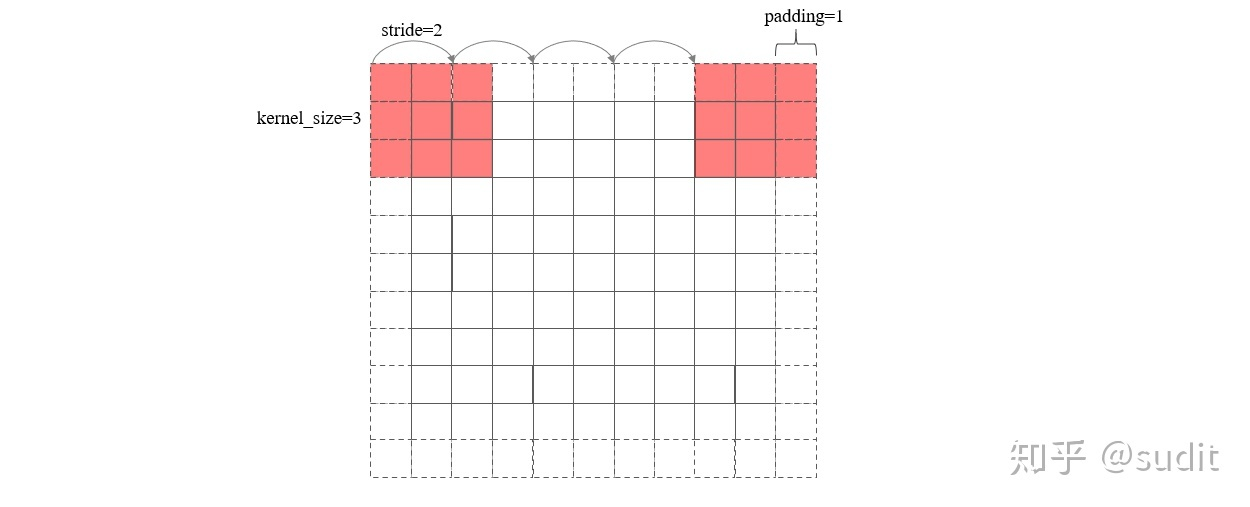 padding=1
stride=2
kernel_size=3
知乎 @sudit